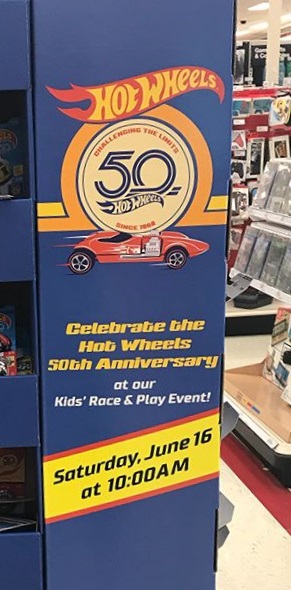 HOT WHEELS
CHALLENGING THE LIMITS
50
HOT WHEELS
SINCE 1968
Celebrate the
Hot Wheels
50th Anniversary
at our
Kids' Race & Play Event!
Saturday, June 16
at 10:00AM